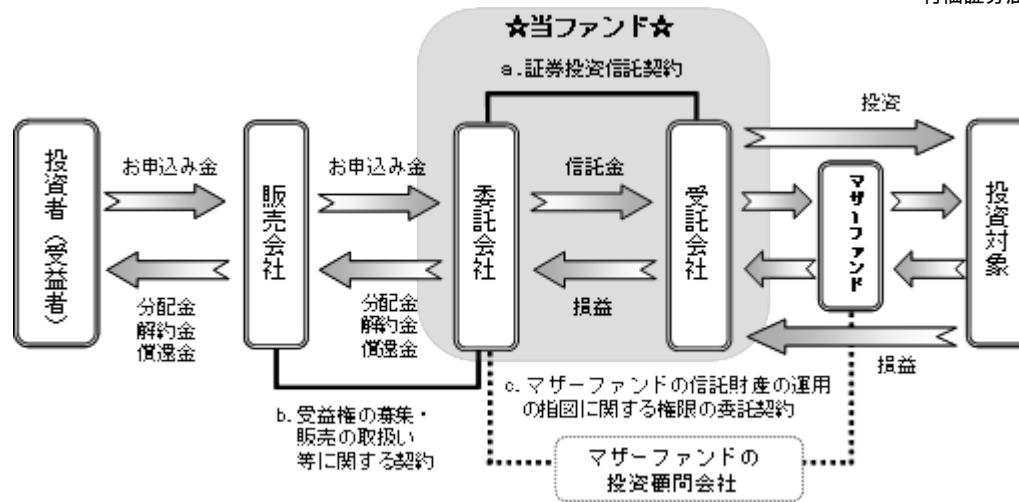 ★当ファンド★
a.証券投資信託契約
投資
投資者（受益者）
お申込み金
販売会社
お申込み金
委託会社
信託金
受託会社
マザーファンド
投資対象
分配金
解約金
償還金
分配金
解約金
償還金
損益
損益
b.受益権の募集・
販売の取扱い
等に関する契約
c.マザーファンドの信託財産の運用
の指図に関する権限の委託契約
マザーファンドの
投資顧問会社